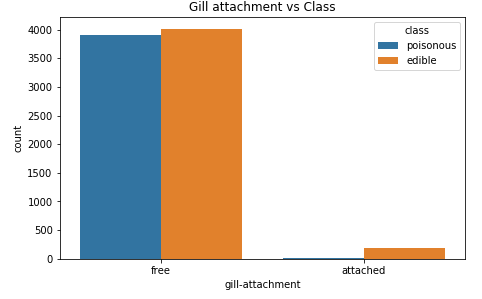 Gill attachment vs Class
class
poisonous
edible
4000
3500
3000
2500
2000
1500
1000
500
0
count
free
attached
gill-attachment